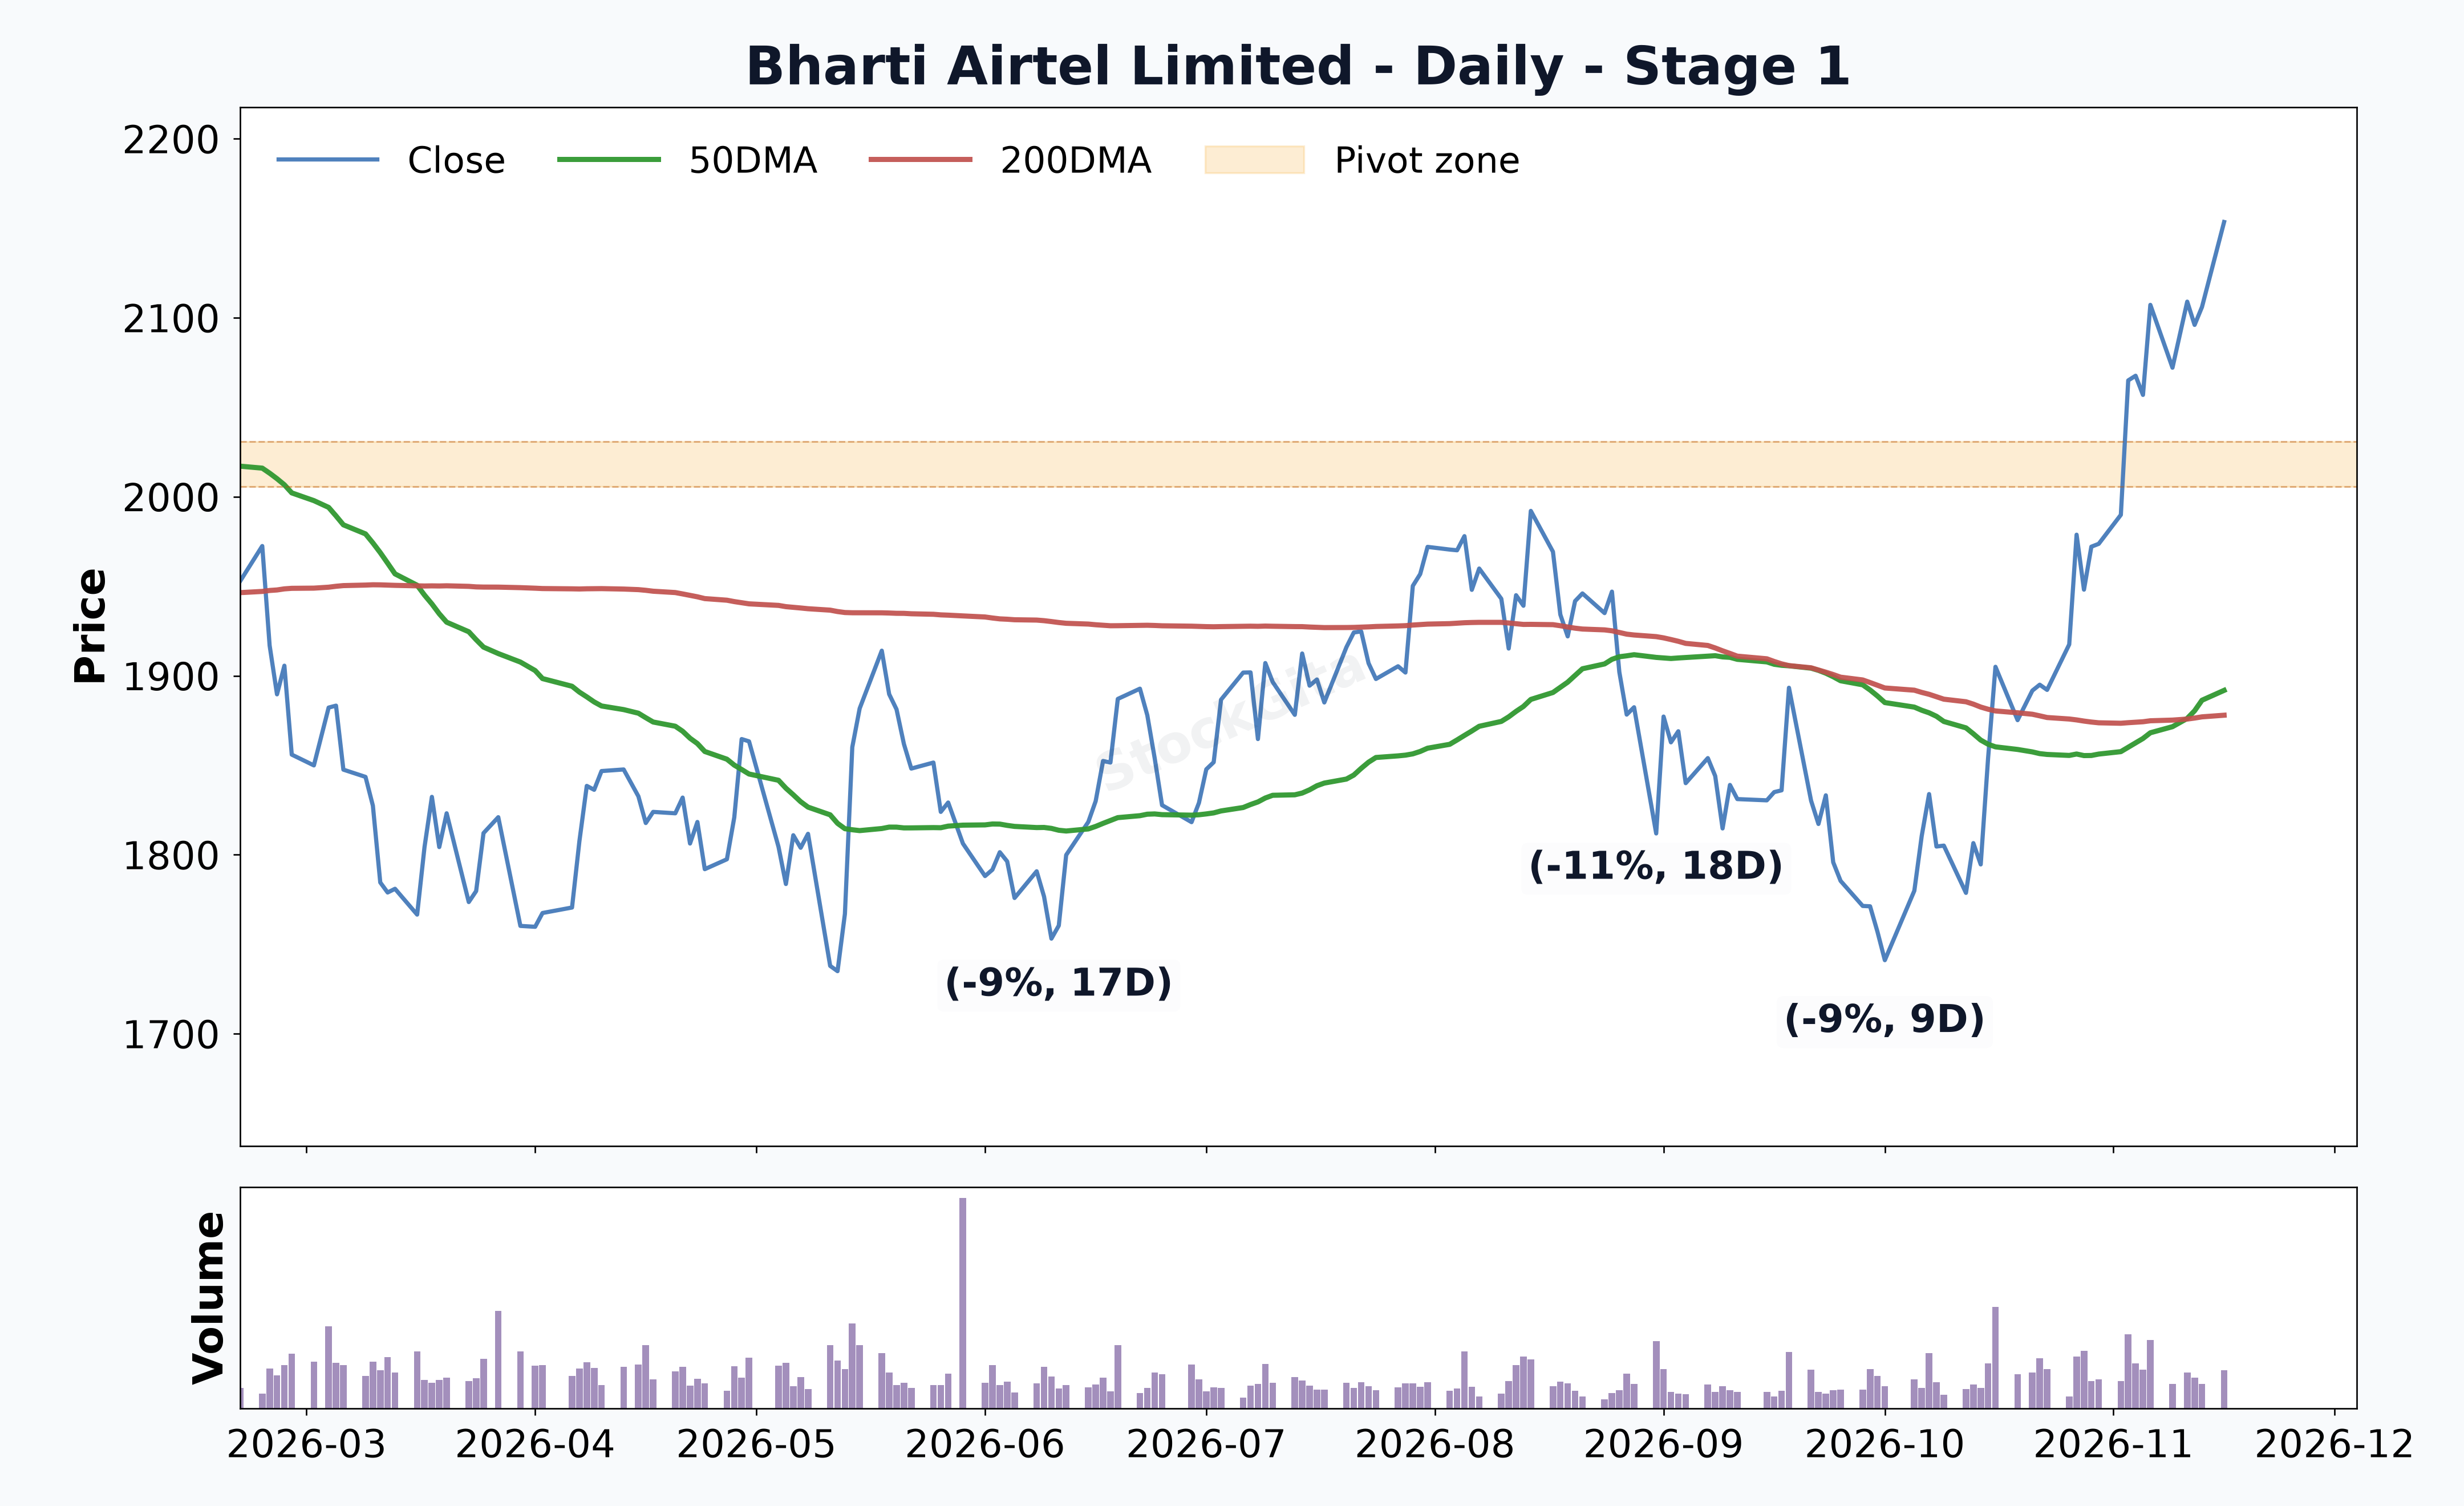 Bharti Airtel Limited - Daily - Stage 1
Close 50DMA 200DMA Pivot zone
2200
2100
2000
1900
1800
1700
Price
StockGita
(-11%, 18D)
(-9%, 17D)
(-9%, 9D)
Volume
2026-03 2026-04 2026-05 2026-06 2026-07 2026-08 2026-09 2026-10 2026-11 2026-12